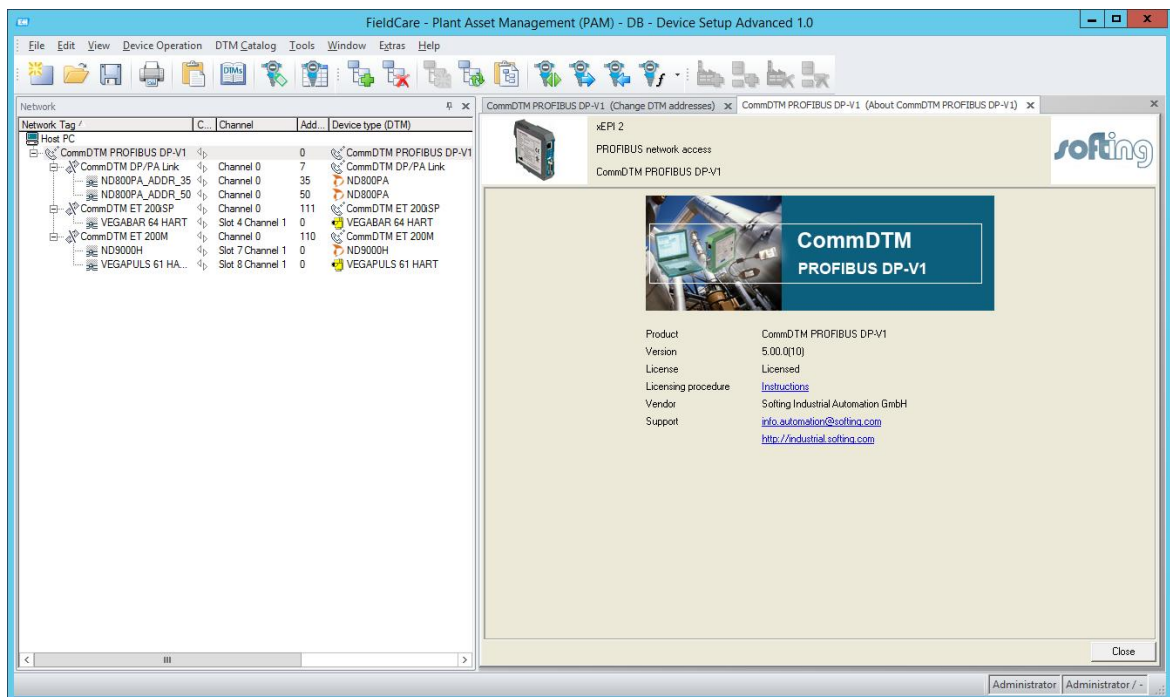 FieldCare - Plant Asset Management (PAM) - DB - Device Setup Advanced 1.0
File Edit View Device Operation DTM Catalog Tools Window Extras Help
DTMs
Network
Network Tag / C... Channel Add... Device type (DTM)
Host PC
CommDTM PROFIBUS DP-V1 0 CommDTM PROFIBUS DP-V1
CommDTM DP/PA Link Channel 0 7 CommDTM DP/PA Link
ND800PA_ADDR_35 Channel 0 35 ND800PA
ND800PA_ADDR_50 Channel 0 50 ND800PA
CommDTM ET 200iSP Channel 0 111 CommDTM ET 200iSP
VEGABAR 64 HART Slot 4 Channel 1 0 VEGABAR 64 HART
CommDTM ET 200M Channel 0 110 CommDTM ET 200M
ND9000H Slot 7 Channel 1 0 ND9000H
VEGAPULS 61 HA... Slot 8 Channel 1 0 VEGAPULS 61 HART
CommDTM PROFIBUS DP-V1 (Change DTM addresses) x CommDTM PROFIBUS DP-V1 (About CommDTM PROFIBUS DP-V1) x
xEPI 2
PROFIBUS network access
CommDTM PROFIBUS DP-V1
softing
CommDTM
PROFIBUS DP-V1
Product CommDTM PROFIBUS DP-V1
Version 5.00.0(10)
License Licensed
Licensing procedure Instructions
Vendor Softing Industrial Automation GmbH
Support info.automation@softing.com
http://industrial.softing.com
Close
Administrator Administrator / -